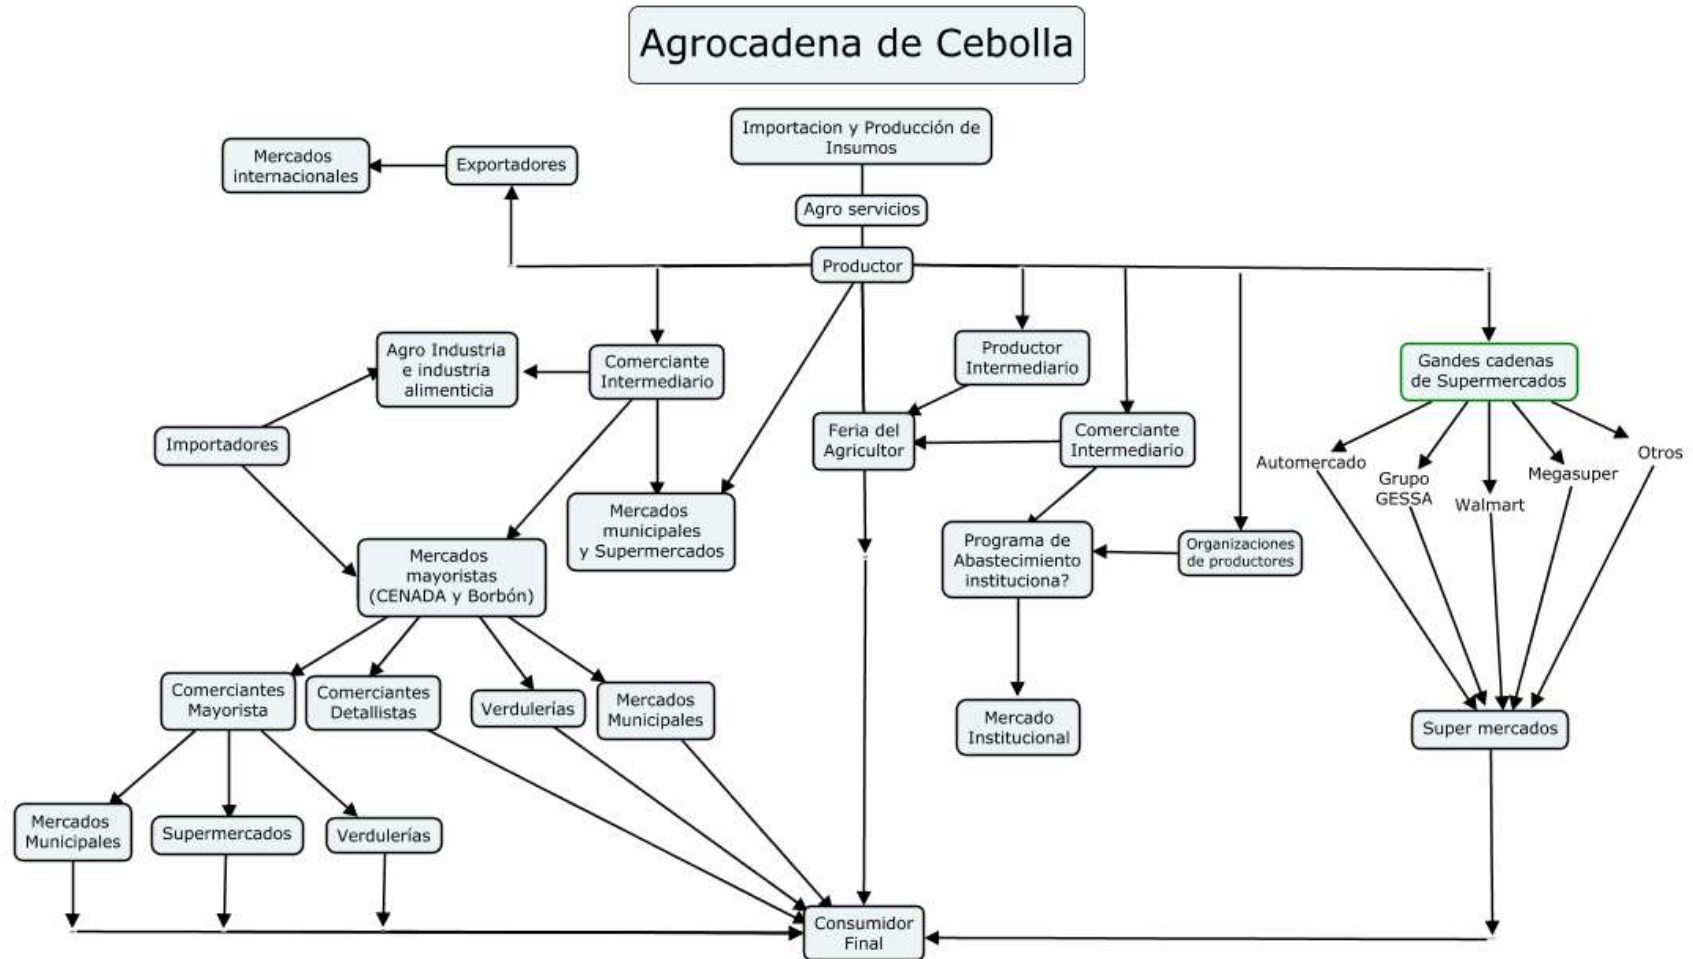 Agrocadena de Cebolla
Importacion y Producción de
Insumos
Mercados
internacionales
Exportadores
Agro servicios
Productor
Agro Industria
e industria
alimenticia
Comerciante
Intermediario
Productor
Intermediario
Gandes cadenas
de Supermercados
Importadores
Feria del
Agricultor
Comerciante
Intermediario
Automercado
Grupo
GESSA
Walmart
Megasuper
Otros
Mercados
municipales
y Supermercados
Mercados
mayoristas
(CENADA y Borbón)
Programa de
Abastecimiento
instituciona?
Organizaciones
de productores
Comerciantes
Mayorista
Comerciantes
Detallistas
Verdulerías
Mercados
Municipales
Mercado
Institucional
Super mercados
Mercados
Municipales
Supermercados
Verdulerías
Consumidor
Final